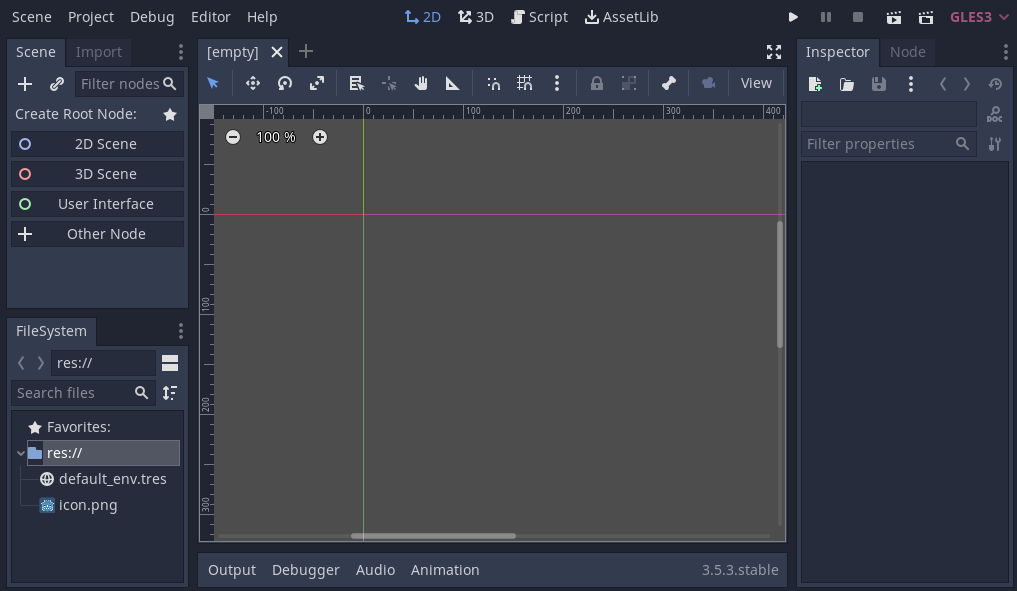 Scene Project Debug Editor Help 2D 3D Script AssetLib GLES3
Scene Import [empty] Inspector Node
Filter nodes View
Create Root Node:
2D Scene
3D Scene
User Interface
Other Node
-100 0 100 200 300 400
100 %
0
100
200
300
Filter properties
FileSystem
res://
Search files
Favorites:
res://
default_env.tres
icon.png
Output Debugger Audio Animation 3.5.3.stable